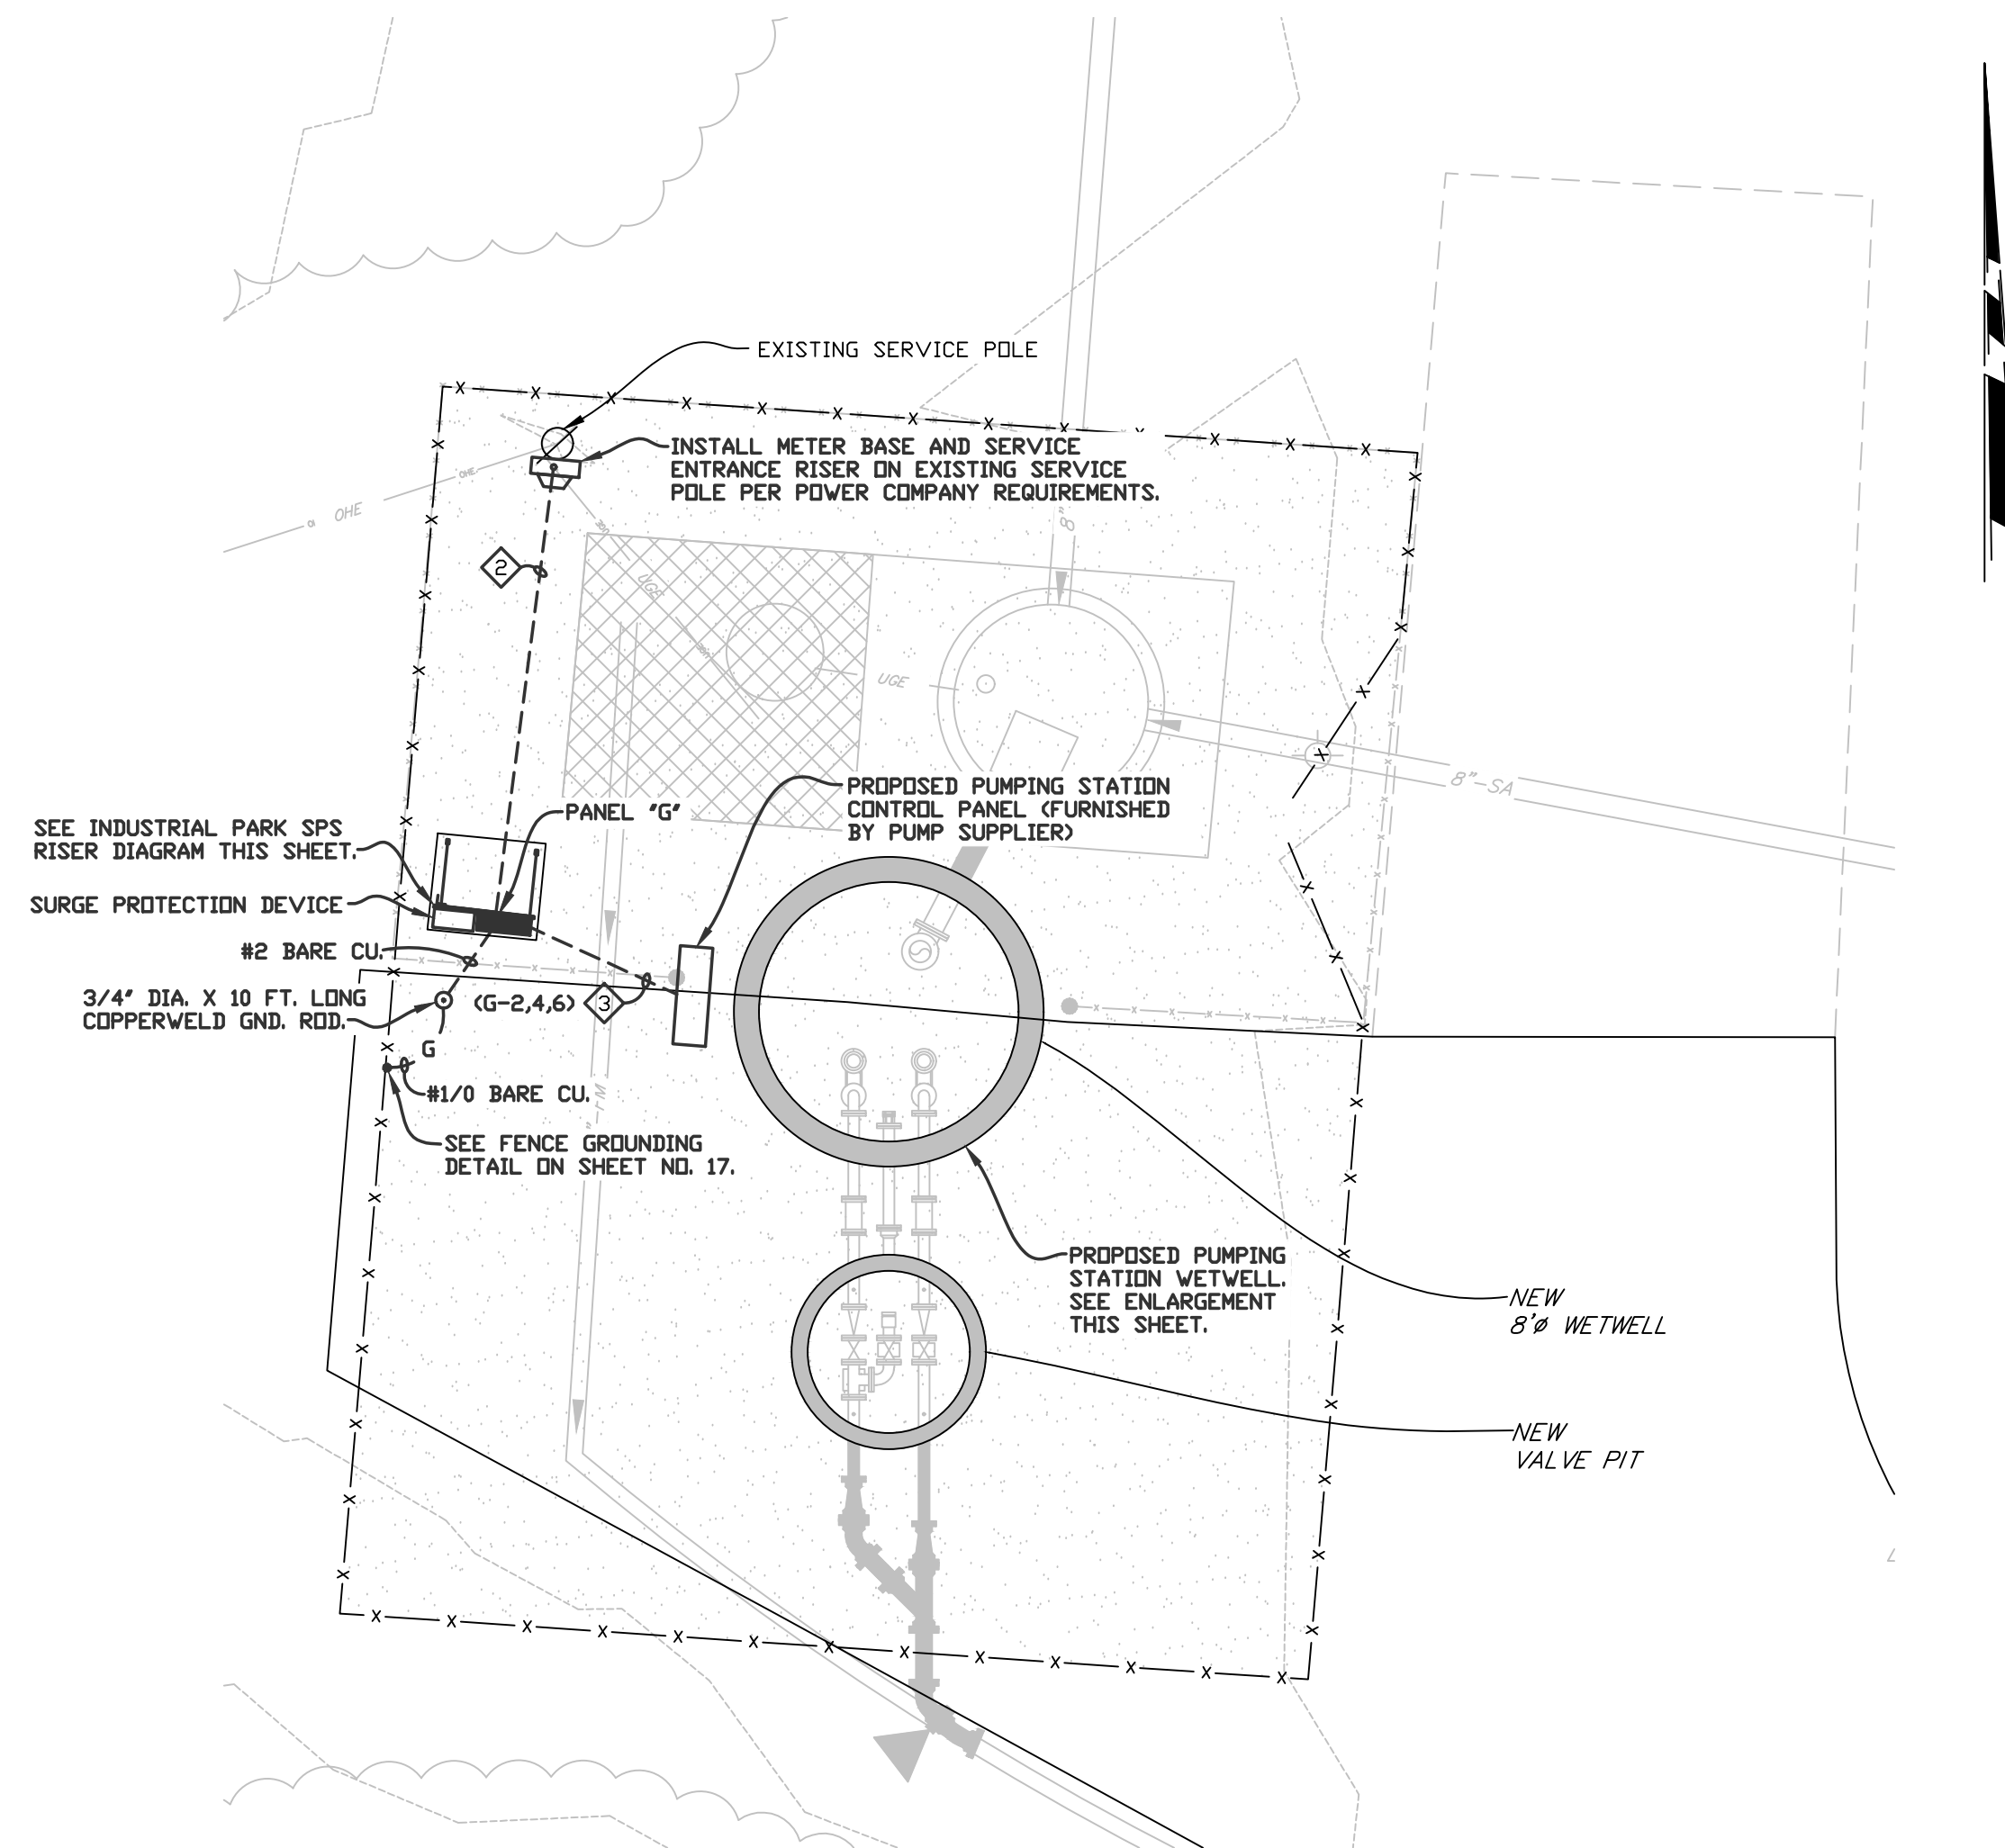 EXISTING SERVICE POLE
INSTALL METER BASE AND SERVICE
ENTRANCE RISER ON EXISTING SERVICE
POLE PER POWER COMPANY REQUIREMENTS.
OHE
OHE
8"
2
UGE
UGE
8"-SA
PROPOSED PUMPING STATION
CONTROL PANEL (FURNISHED
BY PUMP SUPPLIER)
PANEL "G"
SEE INDUSTRIAL PARK SPS
RISER DIAGRAM THIS SHEET.
SURGE PROTECTION DEVICE
#2 BARE CU.
3/4" DIA. X 10 FT. LONG
COPPERWELD GND. ROD.
(G-2,4,6)
3
G
#1/0 BARE CU.
SEE FENCE GROUNDING
DETAIL ON SHEET NO. 17.
PROPOSED PUMPING
STATION WETWELL.
SEE ENLARGEMENT
THIS SHEET.
NEW
8'ø WETWELL
NEW
VALVE PIT